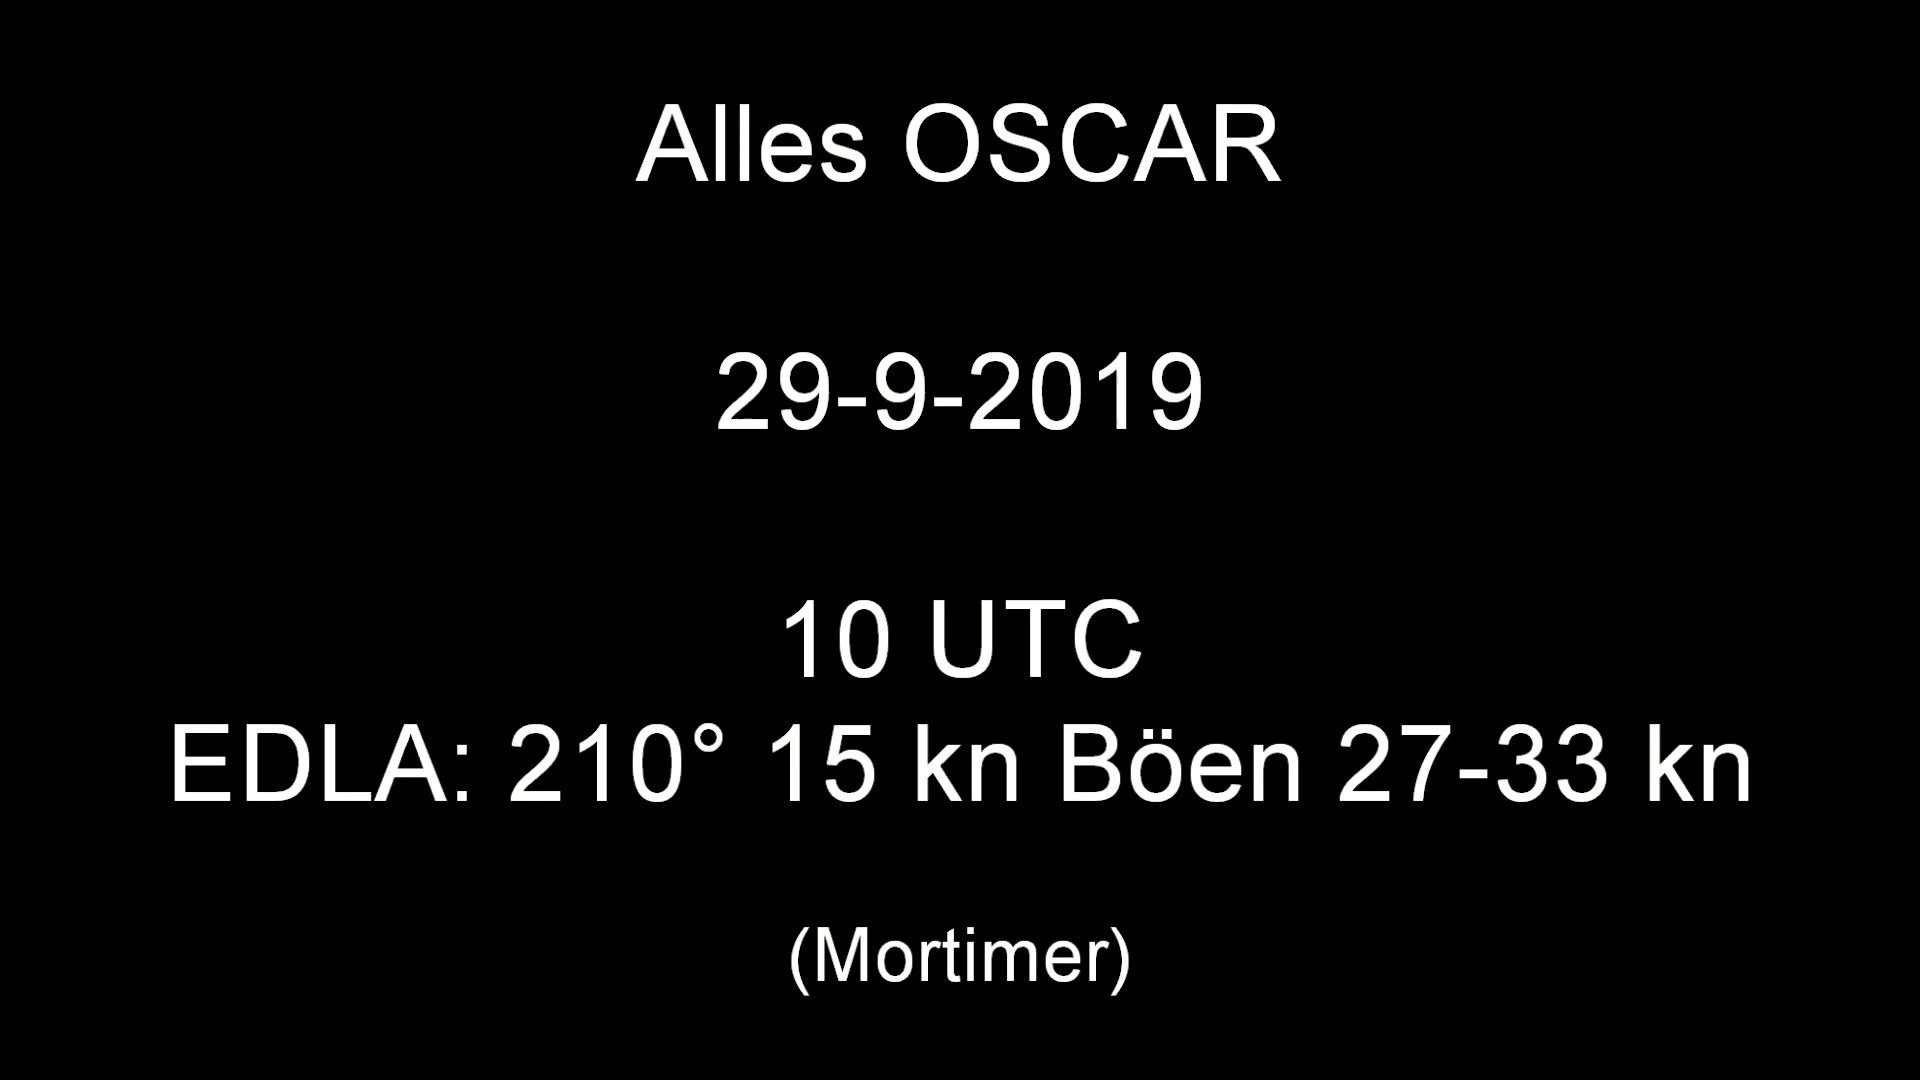 Alles OSCAR
29-9-2019
10 UTC
EDLA: 210° 15 kn Böen 27-33 kn
(Mortimer)